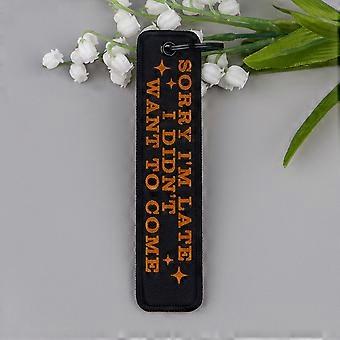 SORRY I'M LATE
I DIDN'T
WANT TO COME